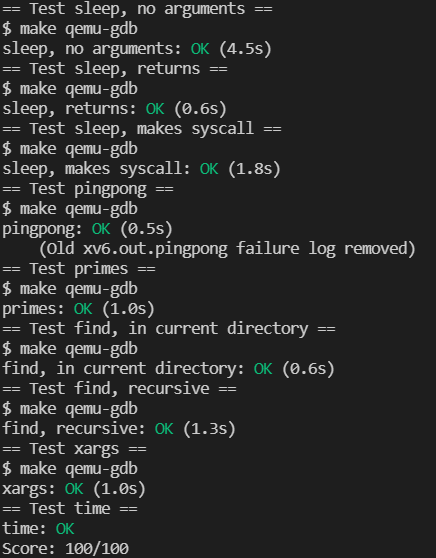 == Test sleep, no arguments ==
$ make qemu-gdb
sleep, no arguments: OK (4.5s)
== Test sleep, returns ==
$ make qemu-gdb
sleep, returns: OK (0.6s)
== Test sleep, makes syscall ==
$ make qemu-gdb
sleep, makes syscall: OK (1.8s)
== Test pingpong ==
$ make qemu-gdb
pingpong: OK (0.5s)
    (Old xv6.out.pingpong failure log removed)
== Test primes ==
$ make qemu-gdb
primes: OK (1.0s)
== Test find, in current directory ==
$ make qemu-gdb
find, in current directory: OK (0.6s)
== Test find, recursive ==
$ make qemu-gdb
find, recursive: OK (1.3s)
== Test xargs ==
$ make qemu-gdb
xargs: OK (1.0s)
== Test time ==
time: OK
Score: 100/100